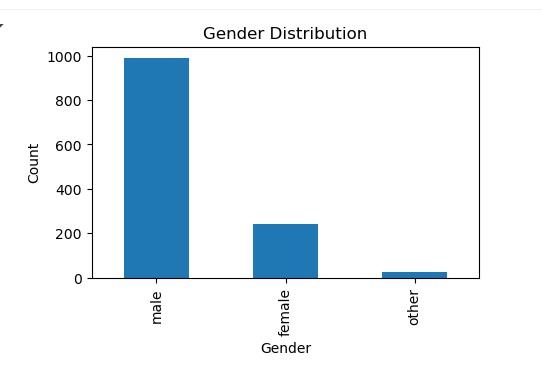 Gender Distribution
1000
800
600
400
200
0
Count
male
female
other
Gender